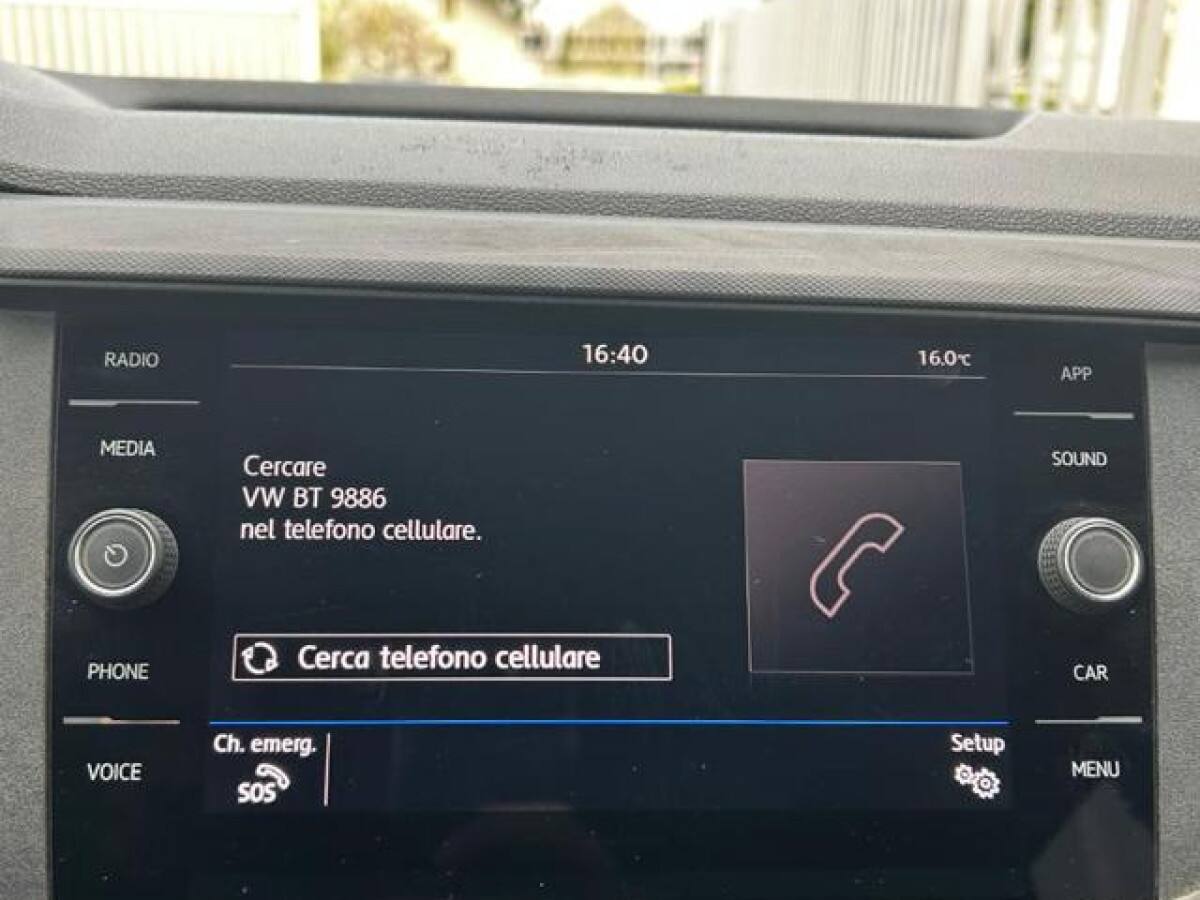 RADIO
16:40
16.0°C
APP
MEDIA
SOUND
Cercare
VW BT 9886
nel telefono cellulare.
Cerca telefono cellulare
PHONE
CAR
Ch. emerg.
SOS
Setup
VOICE
MENU